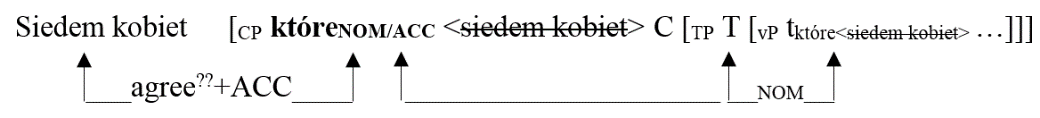 Siedem kobiet [CP któreNOM/ACC <siedem kobiet> C [TP T [vP tktóre<siedem kobiet> …]]]
agree??+ACC NOM